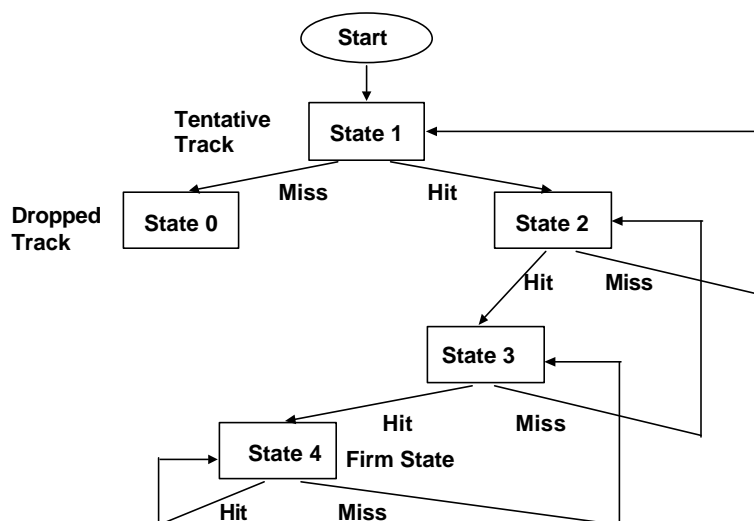 Start
Tentative
Track
State 1
Miss
Hit
Dropped
Track
State 0
State 2
Hit
Miss
State 3
Hit
Miss
State 4
Firm State
Hit
Miss